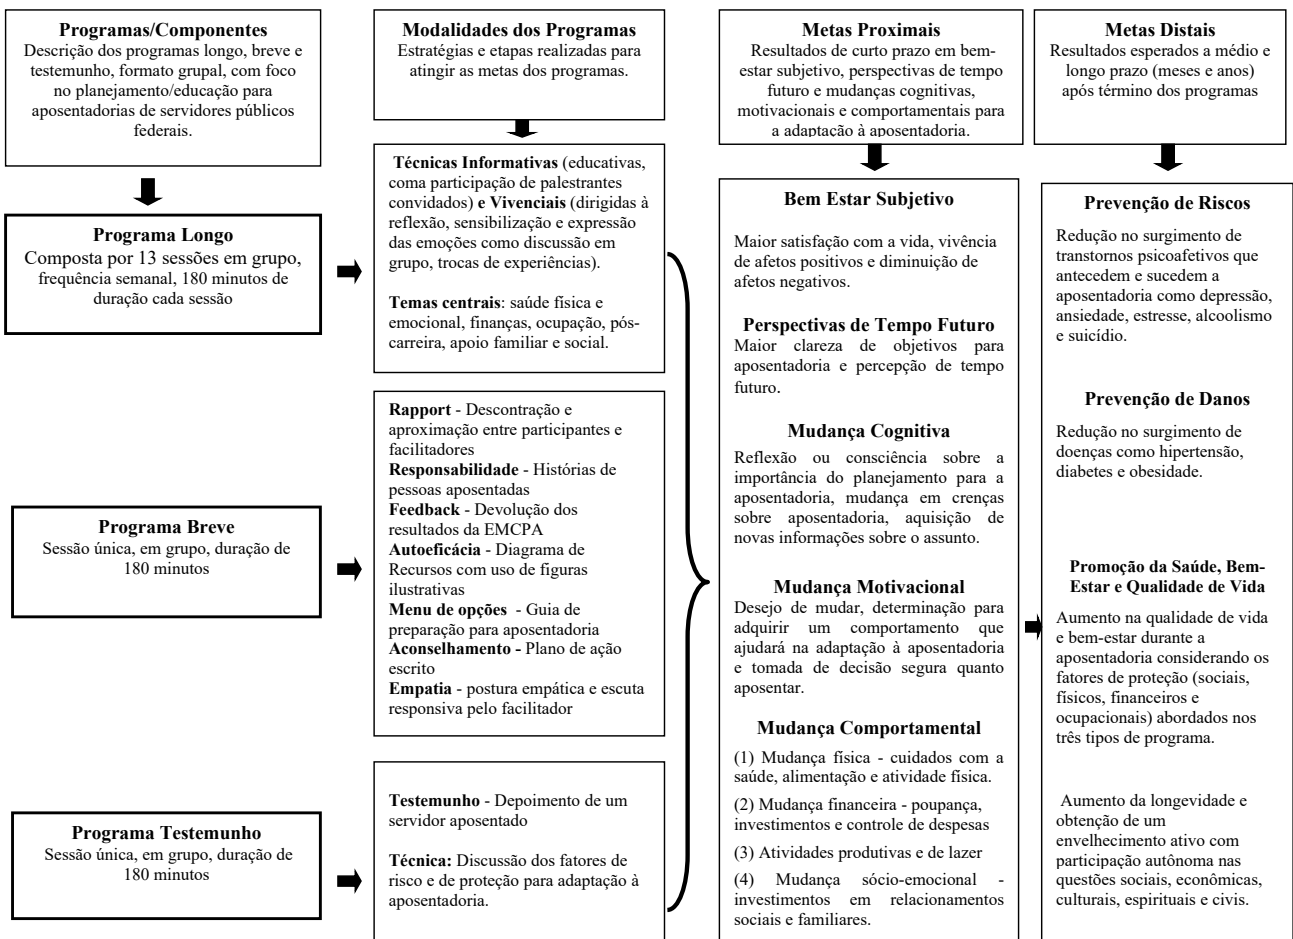 Programas/Componentes
Descrição dos programas longo, breve e
testemunho, formato grupal, com foco
no planejamento/educação para
aposentadorias de servidores públicos
federais.
Programa Longo
Composta por 13 sessões em grupo,
frequência semanal, 180 minutos de
duração cada sessão
Programa Breve
Sessão única, em grupo, duração de
180 minutos
Programa Testemunho
Sessão única, em grupo, duração de
180 minutos
Modalidades dos Programas
Estratégias e etapas realizadas para
atingir as metas dos programas.
Técnicas Informativas (educativas,
coma participação de palestrantes
convidados) e Vivenciais (dirigidas à
reflexão, sensibilização e expressão
das emoções como discussão em
grupo, trocas de experiências).
Temas centrais: saúde física e
emocional, finanças, ocupação, pós-
carreira, apoio familiar e social.
Rapport - Descontração e
aproximação entre participantes e
facilitadores
Responsabilidade - Histórias de
pessoas aposentadas
Feedback - Devolução dos
resultados da EMCPA
Autoeficácia - Diagrama de
Recursos com uso de figuras
ilustrativas
Menu de opções - Guia de
preparação para aposentadoria
Aconselhamento - Plano de ação
escrito
Empatia - postura empática e escuta
responsiva pelo facilitador
Testemunho - Depoimento de um
servidor aposentado
Técnica: Discussão dos fatores de
risco e de proteção para adaptação à
aposentadoria.
Metas Proximais
Resultados de curto prazo em bem-
estar subjetivo, perspectivas de tempo
futuro e mudanças cognitivas,
motivacionais e comportamentais para
a adaptação à aposentadoria.
Bem Estar Subjetivo
Maior satisfação com a vida, vivência
de afetos positivos e diminuição de
afetos negativos.
Perspectivas de Tempo Futuro
Maior clareza de objetivos para
aposentadoria e percepção de tempo
futuro.
Mudança Cognitiva
Reflexão ou consciência sobre a
importância do planejamento para a
aposentadoria, mudança em crenças
sobre aposentadoria, aquisição de
novas informações sobre o assunto.
Mudança Motivacional
Desejo de mudar, determinação para
adquirir um comportamento que
ajudará na adaptação à aposentadoria
e tomada de decisão segura quanto
aposentar.
Mudança Comportamental
(1) Mudança física - cuidados com a
saúde, alimentação e atividade física.
(2) Mudança financeira - poupança,
investimentos e controle de despesas
(3) Atividades produtivas e de lazer
(4) Mudança sócio-emocional -
investimentos em relacionamentos
sociais e familiares.
Metas Distais
Resultados esperados a médio e
longo prazo (meses e anos)
após término dos programas
Prevenção de Riscos
Redução no surgimento de
transtornos psicoafetivos que
antecedem e sucedem a
aposentadoria como depressão,
ansiedade, estresse, alcoolismo
e suicídio.
Prevenção de Danos
Redução no surgimento de
doenças como hipertensão,
diabetes e obesidade.
Promoção da Saúde, Bem-
Estar e Qualidade de Vida
Aumento na qualidade de vida
e bem-estar durante a
aposentadoria considerando os
fatores de proteção (sociais,
físicos, financeiros e
ocupacionais) abordados nos
três tipos de programa.
Aumento da longevidade e
obtenção de um
envelhecimento ativo com
participação autônoma nas
questões sociais, econômicas,
culturais, espirituais e civis.